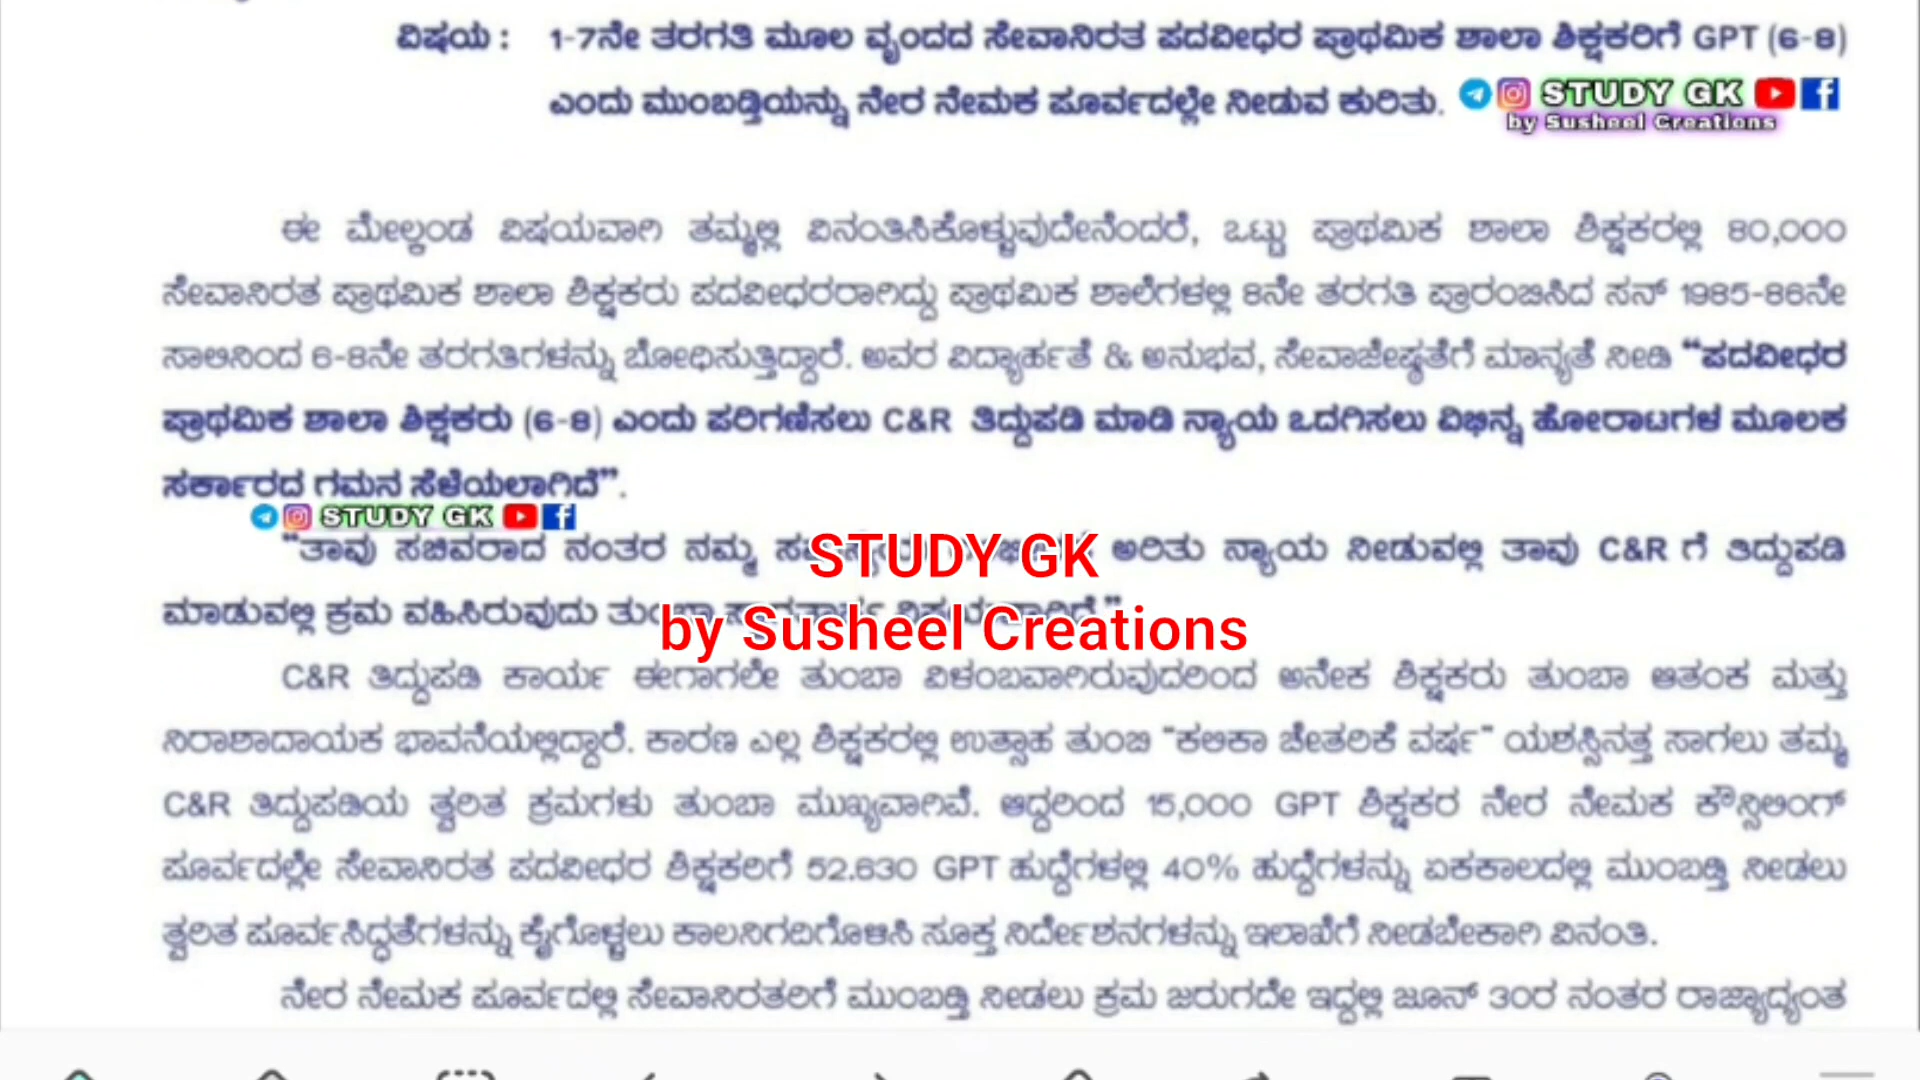 ವಿಷಯ : 1-7ನೇ ತರಗತಿ ಮೂಲ ವೃಂದದ ಸೇವಾನಿರತ ಪದವೀಧರ ಪ್ರಾಥಮಿಕ ಶಾಲಾ ಶಿಕ್ಷಕರಿಗೆ GPT (6-8)
ಎಂದು ಮುಂಬಡ್ತಿಯನ್ನು ನೇರ ನೇಮಕ ಪೂರ್ವದಲ್ಲೇ ನೀಡುವ ಕುರಿತು.
STUDY GK
by Susheel Creations
ಈ ಮೇಲ್ಕಂಡ ವಿಷಯವಾಗಿ ತಮ್ಮಲ್ಲಿ ವಿನಂತಿಸಿಕೊಳ್ಳುವುದೇನೆಂದರೆ, ಒಟ್ಟು ಪ್ರಾಥಮಿಕ ಶಾಲಾ ಶಿಕ್ಷಕರಲ್ಲಿ 80,000
ಸೇವಾನಿರತ ಪ್ರಾಥಮಿಕ ಶಾಲಾ ಶಿಕ್ಷಕರು ಪದವೀಧರರಾಗಿದ್ದು ಪ್ರಾಥಮಿಕ ಶಾಲೆಗಳಲ್ಲಿ 8ನೇ ತರಗತಿ ಪ್ರಾರಂಬಿಸಿದ ಸನ್ 1985-86ನೇ
ಸಾಲಿನಿಂದ 6-8ನೇ ತರಗತಿಗಳನ್ನು ಬೋಧಿಸುತ್ತಿದ್ದಾರೆ. ಅವರ ವಿದ್ಯಾರ್ಹತೆ & ಅನುಭವ, ಸೇವಾಜೇಷ್ಠತೆಗೆ ಮಾನ್ಯತೆ ನೀಡಿ “ಪದವೀಧರ
ಪ್ರಾಥಮಿಕ ಶಾಲಾ ಶಿಕ್ಷಕರು (6-8) ಎಂದು ಪರಿಗಣಿಸಲು C&R ತಿದ್ದುಪಡಿ ಮಾಡಿ ನ್ಯಾಯ ಒದಗಿಸಲು ವಿಭಿನ್ನ ಹೋರಾಟಗಳ ಮೂಲಕ
ಸರ್ಕಾರದ ಗಮನ ಸೆಳೆಯಲಾಗಿದೆ”.
STUDY GK
“ತಾವು ಸಚಿವರಾದ ನಂತರ ನಮ್ಮ ಅರಿತು ನ್ಯಾಯ ನೀಡುವಲ್ಲಿ ತಾವು C&R ಗೆ ತಿದ್ದುಪಡಿ
STUDY GK
ಮಾಡುವಲ್ಲಿ ಕ್ರಮ ವಹಿಸಿರುವುದು
by Susheel Creations
C&R ತಿದ್ದುಪಡಿ ಕಾರ್ಯ ಈಗಾಗಲೇ ತುಂಬಾ ವಿಳಂಬವಾಗಿರುವುದರಿಂದ ಅನೇಕ ಶಿಕ್ಷಕರು ತುಂಬಾ ಆತಂಕ ಮತ್ತು
ನಿರಾಶಾದಾಯಕ ಭಾವನೆಯಲ್ಲಿದ್ದಾರೆ. ಕಾರಣ ಎಲ್ಲ ಶಿಕ್ಷಕರಲ್ಲಿ ಉತ್ಸಾಹ ತುಂಬಿ "ಕಲಿಕಾ ಚೇತರಿಕೆ ವರ್ಷ" ಯಶಸ್ಸಿನತ್ತ ಸಾಗಲು ತಮ್ಮ
C&R ತಿದ್ದುಪಡಿಯ ತ್ವರಿತ ಕ್ರಮಗಳು ತುಂಬಾ ಮುಖ್ಯವಾಗಿವೆ. ಆದ್ದರಿಂದ 15,000 GPT ಶಿಕ್ಷಕರ ನೇರ ನೇಮಕ ಕೌನ್ಸಿಲಿಂಗ್
ಪೂರ್ವದಲ್ಲೇ ಸೇವಾನಿರತ ಪದವೀಧರ ಶಿಕ್ಷಕರಿಗೆ 52.630 GPT ಹುದ್ದೆಗಳಲ್ಲಿ 40% ಹುದ್ದೆಗಳನ್ನು ಏಕಕಾಲದಲ್ಲಿ ಮುಂಬಡ್ತಿ ನೀಡಲು
ತ್ವರಿತ ಪೂರ್ವಸಿದ್ಧತೆಗಳನ್ನು ಕೈಗೊಳ್ಳಲು ಕಾಲನಿಗದಿಗೊಳಿಸಿ ಸೂಕ್ತ ನಿರ್ದೇಶನಗಳನ್ನು ಇಲಾಖೆಗೆ ನೀಡಬೇಕಾಗಿ ವಿನಂತಿ.
ನೇರ ನೇಮಕ ಪೂರ್ವದಲ್ಲಿ ಸೇವಾನಿರತರಿಗೆ ಮುಂಬಡ್ತಿ ನೀಡಲು ಕ್ರಮ ಜರುಗದೇ ಇದ್ದಲ್ಲಿ ಜೂನ್ 30ರ ನಂತರ ರಾಜ್ಯಾದ್ಯಂತ